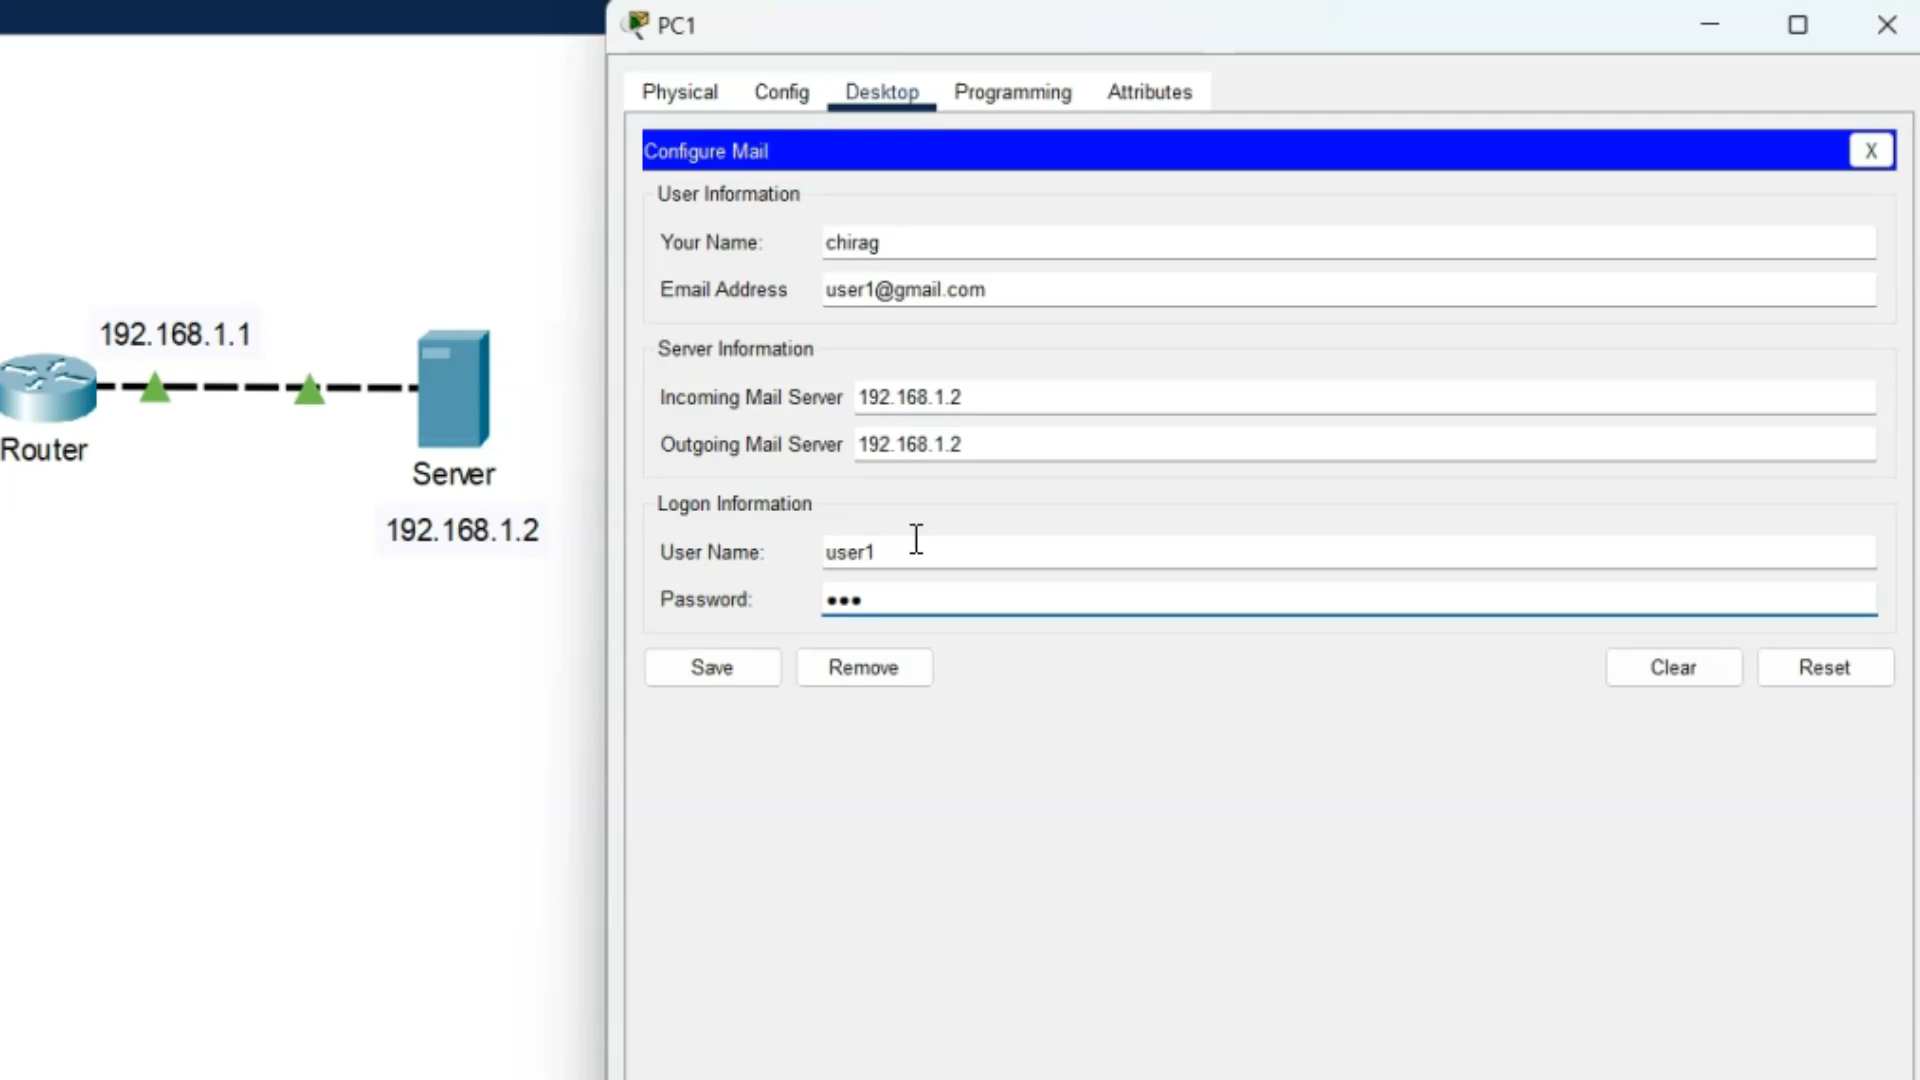 PC1
Physical Config Desktop Programming Attributes
Configure Mail X
User Information
Your Name: chirag
Email Address user1@gmail.com
Server Information
Incoming Mail Server 192.168.1.2
Outgoing Mail Server 192.168.1.2
Logon Information
User Name: user1
Password: •••
Save Remove Clear Reset
192.168.1.1
Router
Server
192.168.1.2